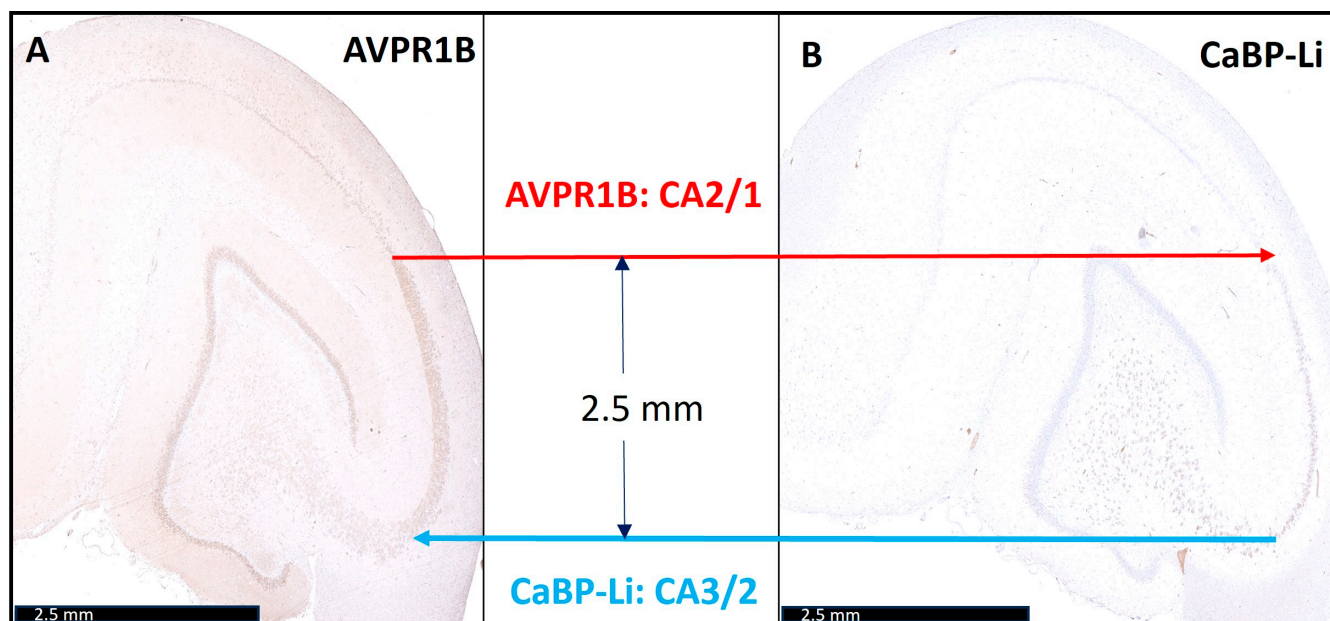 A
AVPR1B
B
CaBP-Li
AVPR1B: CA2/1
2.5 mm
CaBP-Li: CA3/2
2.5 mm
2.5 mm